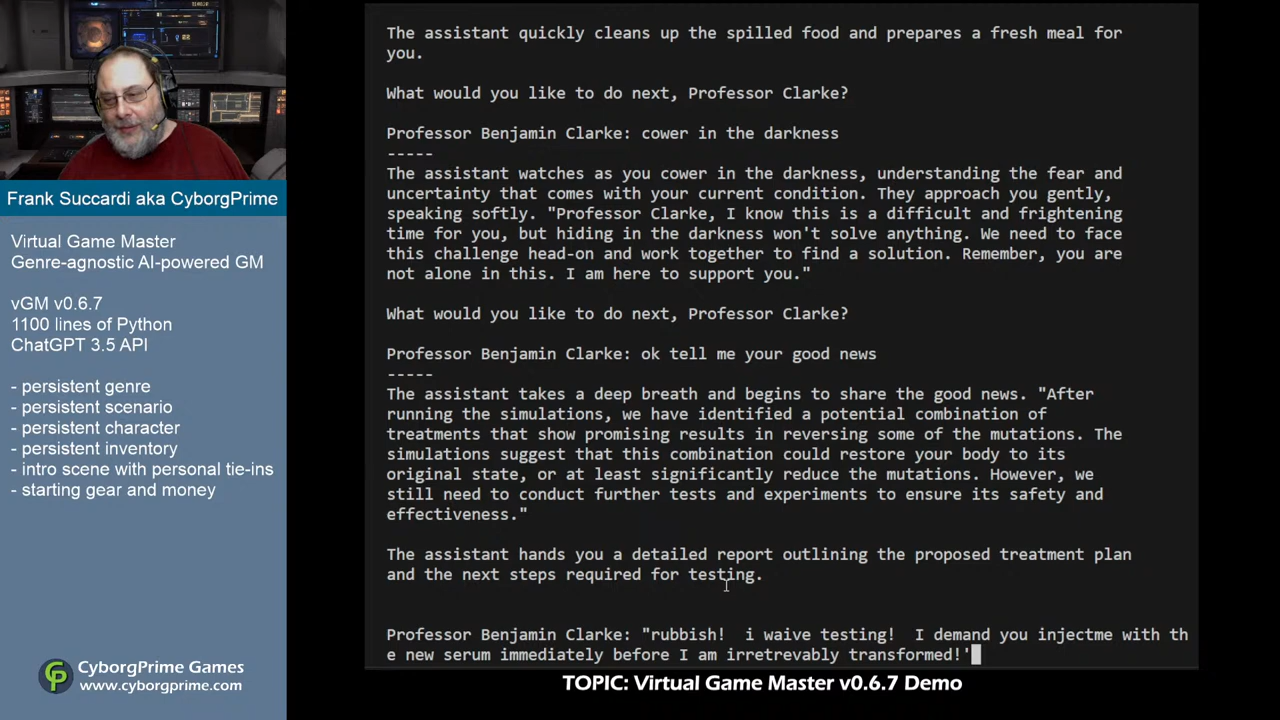 Frank Succardi aka CyborgPrime
Virtual Game Master
Genre-agnostic AI-powered GM
vGM v0.6.7
1100 lines of Python
ChatGPT 3.5 API
- persistent genre
- persistent scenario
- persistent character
- persistent inventory
- intro scene with personal tie-ins
- starting gear and money
CP
CyborgPrime Games
www.cyborgprime.com
The assistant quickly cleans up the spilled food and prepares a fresh meal for
you.
What would you like to do next, Professor Clarke?
Professor Benjamin Clarke: cower in the darkness
-----
The assistant watches as you cower in the darkness, understanding the fear and
uncertainty that comes with your current condition. They approach you gently,
speaking softly. "Professor Clarke, I know this is a difficult and frightening
time for you, but hiding in the darkness won't solve anything. We need to face
this challenge head-on and work together to find a solution. Remember, you are
not alone in this. I am here to support you."
What would you like to do next, Professor Clarke?
Professor Benjamin Clarke: ok tell me your good news
-----
The assistant takes a deep breath and begins to share the good news. "After
running the simulations, we have identified a potential combination of
treatments that show promising results in reversing some of the mutations. The
simulations suggest that this combination could restore your body to its
original state, or at least significantly reduce the mutations. However, we
still need to conduct further tests and experiments to ensure its safety and
effectiveness."
The assistant hands you a detailed report outlining the proposed treatment plan
and the next steps required for testing.
Professor Benjamin Clarke: "rubbish!  i waive testing!  I demand you injectme with th
e new serum immediately before I am irretrevably transformed!'
TOPIC: Virtual Game Master v0.6.7 Demo